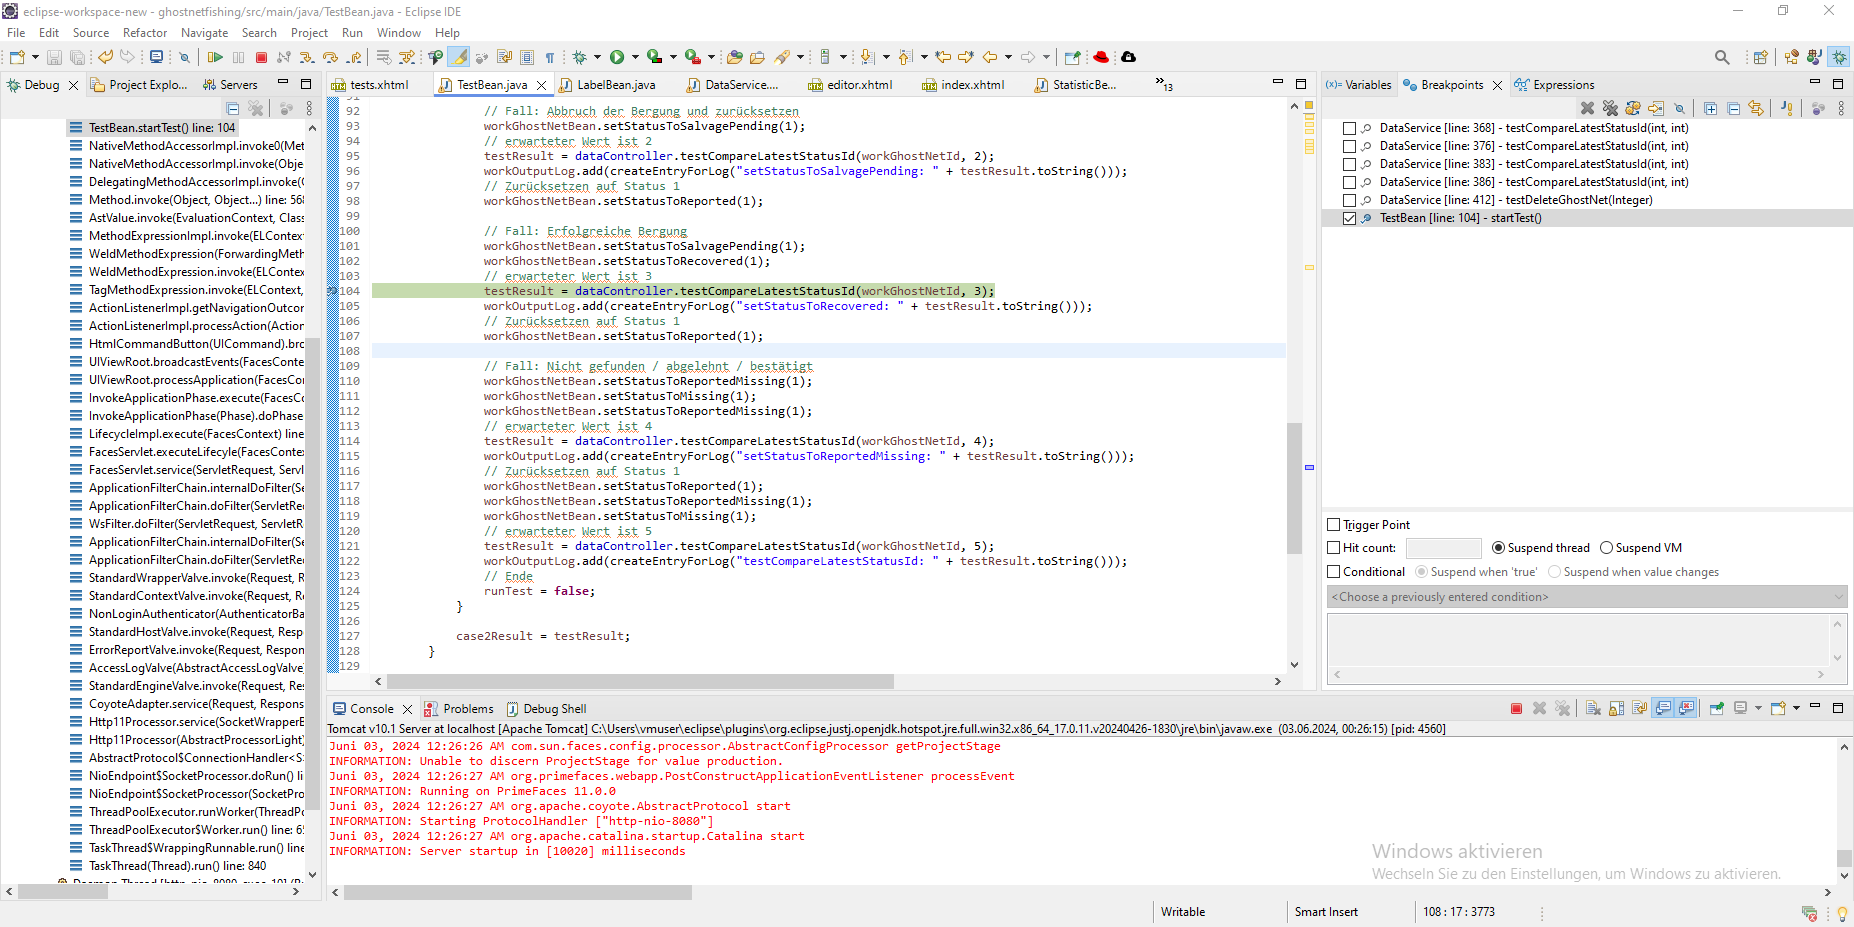 eclipse-workspace-new - ghostnetfishing/src/main/java/TestBean.java - Eclipse IDE
File Edit Source Refactor Navigate Search Project Run Window Help
Debug Project Explo... Servers
TestBean.startTest() line: 104
NativeMethodAccessorImpl.invoke0(Met
NativeMethodAccessorImpl.invoke(Obje
DelegatingMethodAccessorImpl.invoke(
Method.invoke(Object, Object...) line: 568
AstValue.invoke(EvaluationContext, Class
MethodExpressionImpl.invoke(ELContex
WeldMethodExpression(ForwardingMeth
WeldMethodExpression.invoke(ELContex
TagMethodExpression.invoke(ELContext,
ActionListenerImpl.getNavigationOutcor
ActionListenerImpl.processAction(Action
HtmlCommandButton(UICommand).brc
UIViewRoot.broadcastEvents(FacesConte
UIViewRoot.processApplication(FacesCo
InvokeApplicationPhase.execute(FacesCo
InvokeApplicationPhase(Phase).doPhase
LifecycleImpl.execute(FacesContext) line
FacesServlet.executeLifecyle(FacesContex
FacesServlet.service(ServletRequest, Servl
ApplicationFilterChain.internalDoFilter(Se
ApplicationFilterChain.doFilter(ServletRe
WsFilter.doFilter(ServletRequest, ServletR
ApplicationFilterChain.internalDoFilter(Se
ApplicationFilterChain.doFilter(ServletRe
StandardWrapperValve.invoke(Request, R
StandardContextValve.invoke(Request, Re
NonLoginAuthenticator(AuthenticatorBa
StandardHostValve.invoke(Request, Resp
ErrorReportValve.invoke(Request, Respon
AccessLogValve(AbstractAccessLogValve
StandardEngineValve.invoke(Request, Res
CoyoteAdapter.service(Request, Respons
Http11Processor.service(SocketWrapperE
Http11Processor(AbstractProcessorLight)
AbstractProtocol$ConnectionHandler<S>
NioEndpoint$SocketProcessor.doRun() li
NioEndpoint$SocketProcessor(SocketPro
ThreadPoolExecutor.runWorker(ThreadPo
ThreadPoolExecutor$Worker.run() line: 65
TaskThread$WrappingRunnable.run() line
TaskThread(Thread).run() line: 840
tests.xhtml TestBean.java LabelBean.java DataService.... editor.xhtml index.xhtml StatisticBe... »13
91
92 // Fall: Abbruch der Bergung und zurücksetzen
93 workGhostNetBean.setStatusToSalvagePending(1);
94 // erwarteter Wert ist 2
95 testResult = dataController.testCompareLatestStatusId(workGhostNetId, 2);
96 workOutputLog.add(createEntryForLog("setStatusToSalvagePending: " + testResult.toString()));
97 // Zurücksetzen auf Status 1
98 workGhostNetBean.setStatusToReported(1);
99
100 // Fall: Erfolgreiche Bergung
101 workGhostNetBean.setStatusToSalvagePending(1);
102 workGhostNetBean.setStatusToRecovered(1);
103 // erwarteter Wert ist 3
104 testResult = dataController.testCompareLatestStatusId(workGhostNetId, 3);
105 workOutputLog.add(createEntryForLog("setStatusToRecovered: " + testResult.toString()));
106 // Zurücksetzen auf Status 1
107 workGhostNetBean.setStatusToReported(1);
108
109 // Fall: Nicht gefunden / abgelehnt / bestätigt
110 workGhostNetBean.setStatusToReportedMissing(1);
111 workGhostNetBean.setStatusToMissing(1);
112 workGhostNetBean.setStatusToReportedMissing(1);
113 // erwarteter Wert ist 4
114 testResult = dataController.testCompareLatestStatusId(workGhostNetId, 4);
115 workOutputLog.add(createEntryForLog("setStatusToReportedMissing: " + testResult.toString()));
116 // Zurücksetzen auf Status 1
117 workGhostNetBean.setStatusToReported(1);
118 workGhostNetBean.setStatusToReportedMissing(1);
119 workGhostNetBean.setStatusToMissing(1);
120 // erwarteter Wert ist 5
121 testResult = dataController.testCompareLatestStatusId(workGhostNetId, 5);
122 workOutputLog.add(createEntryForLog("testCompareLatestStatusId: " + testResult.toString()));
123 // Ende
124 runTest = false;
125 }
126
127 case2Result = testResult;
128 }
129
(x)= Variables Breakpoints Expressions
DataService [line: 368] - testCompareLatestStatusId(int, int)
DataService [line: 376] - testCompareLatestStatusId(int, int)
DataService [line: 383] - testCompareLatestStatusId(int, int)
DataService [line: 386] - testCompareLatestStatusId(int, int)
DataService [line: 412] - testDeleteGhostNet(Integer)
TestBean [line: 104] - startTest()
Trigger Point
Hit count: Suspend thread Suspend VM
Conditional Suspend when 'true' Suspend when value changes
<Choose a previously entered condition>
Console Problems Debug Shell
Tomcat v10.1 Server at localhost [Apache Tomcat] C:\Users\vmuser\eclipse\plugins\org.eclipse.justj.openjdk.hotspot.jre.full.win32.x86_64_17.0.11.v20240426-1830\jre\bin\javaw.exe (03.06.2024, 00:26:15) [pid: 4560]
Juni 03, 2024 12:26:26 AM com.sun.faces.config.processor.AbstractConfigProcessor getProjectStage
INFORMATION: Unable to discern ProjectStage for value production.
Juni 03, 2024 12:26:27 AM org.primefaces.webapp.PostConstructApplicationEventListener processEvent
INFORMATION: Running on PrimeFaces 11.0.0
Juni 03, 2024 12:26:27 AM org.apache.coyote.AbstractProtocol start
INFORMATION: Starting ProtocolHandler ["http-nio-8080"]
Juni 03, 2024 12:26:27 AM org.apache.catalina.startup.Catalina start
INFORMATION: Server startup in [10020] milliseconds
Windows aktivieren
Wechseln Sie zu den Einstellungen, um Windows zu aktivieren.
Writable Smart Insert 108 : 17 : 3773